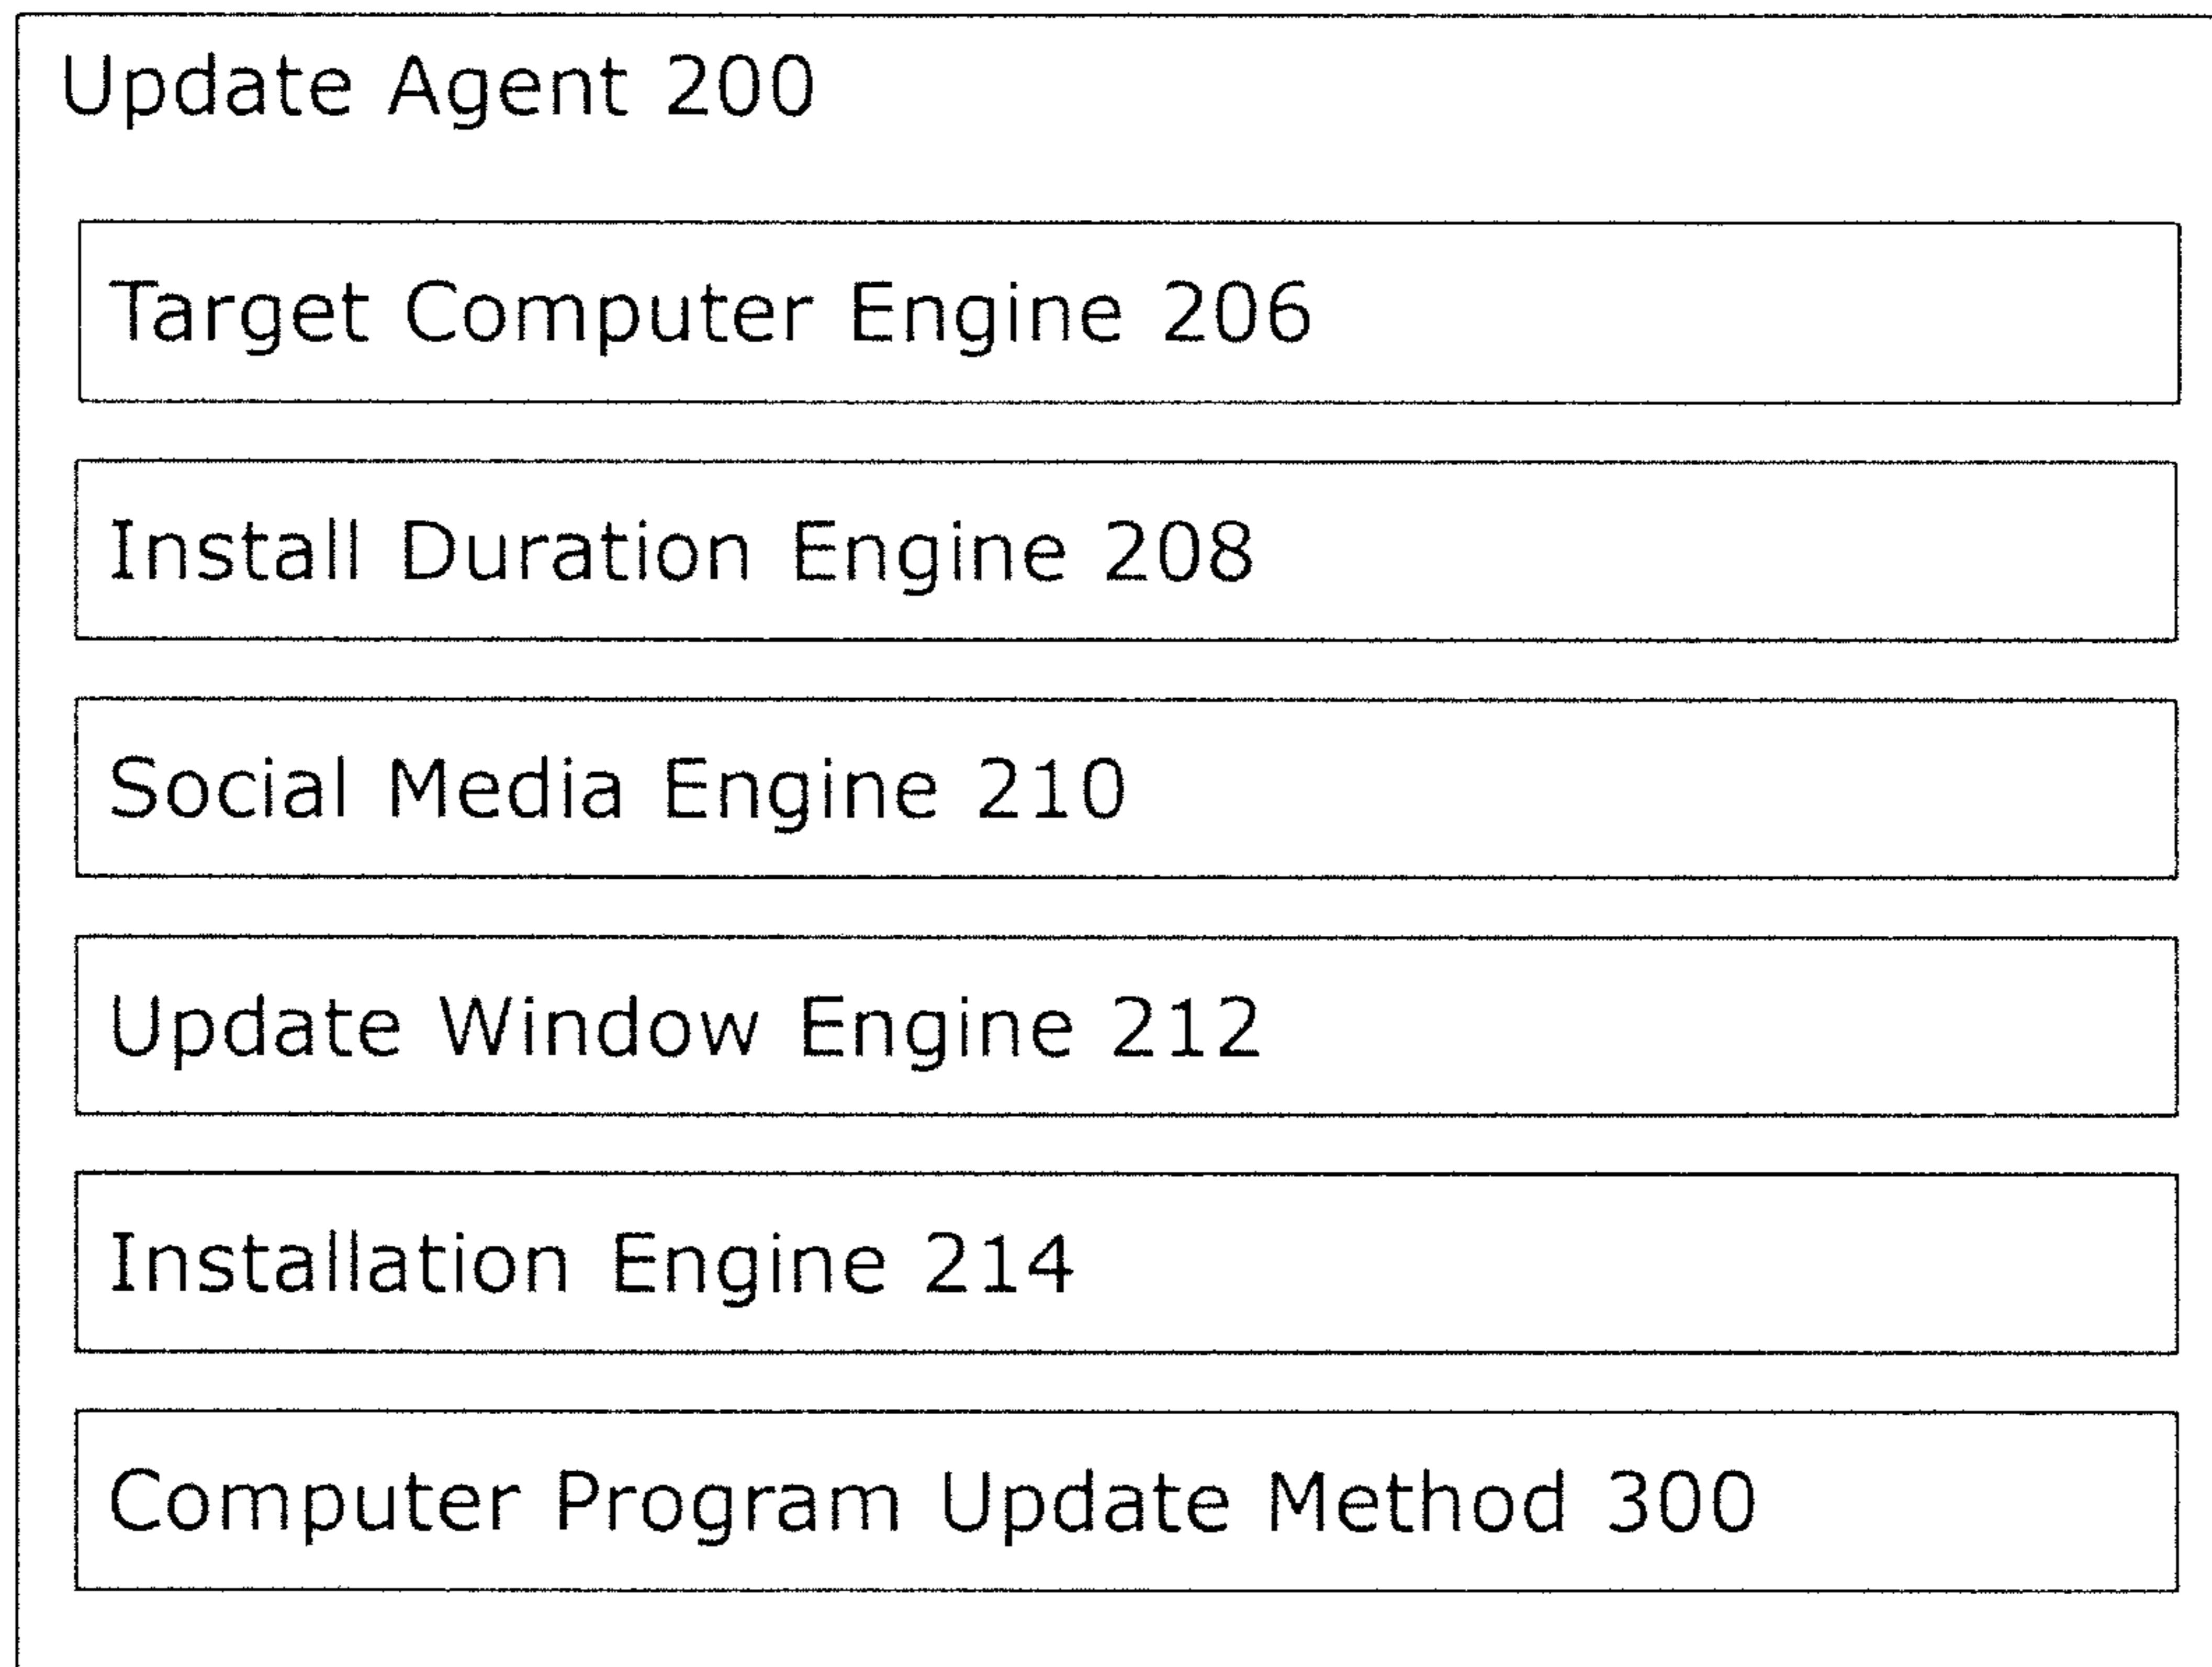 Update Agent 200
Target Computer Engine 206
Install Duration Engine 208
Social Media Engine 210
Update Window Engine 212
Installation Engine 214
Computer Program Update Method 300